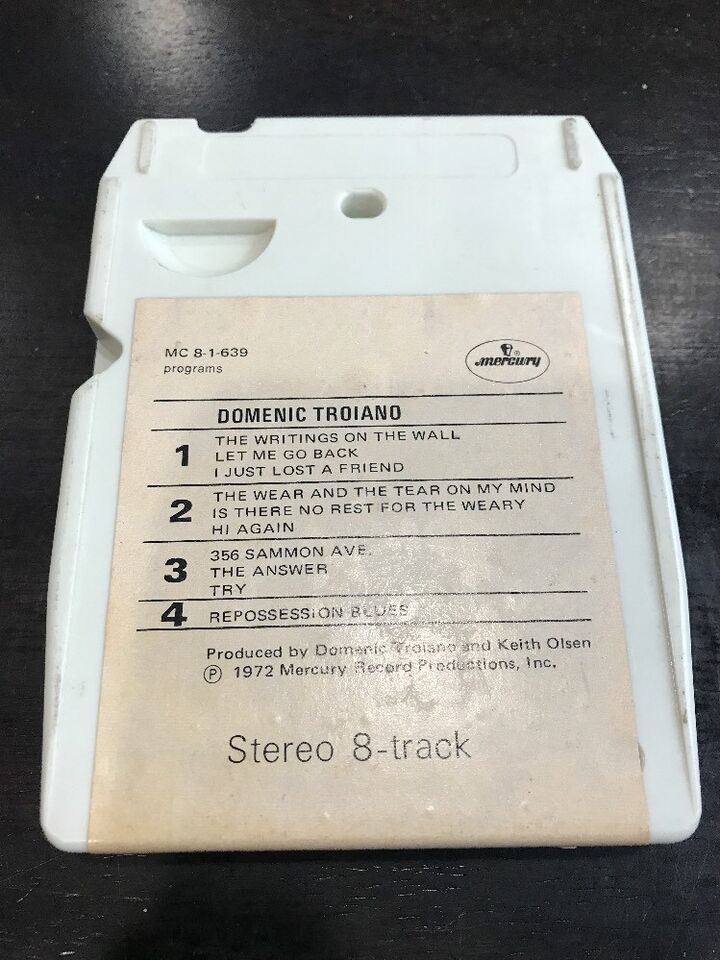 MC 8-1-639
programs
mercury®
DOMENIC TROIANO
1
THE WRITINGS ON THE WALL
LET ME GO BACK
I JUST LOST A FRIEND
2
THE WEAR AND THE TEAR ON MY MIND
IS THERE NO REST FOR THE WEARY
HI AGAIN
3
356 SAMMON AVE.
THE ANSWER
TRY
4
REPOSSESSION BLUES
Produced by Domenic Troiano and Keith Olsen
Ⓟ 1972 Mercury Record Productions, Inc.
Stereo 8-track